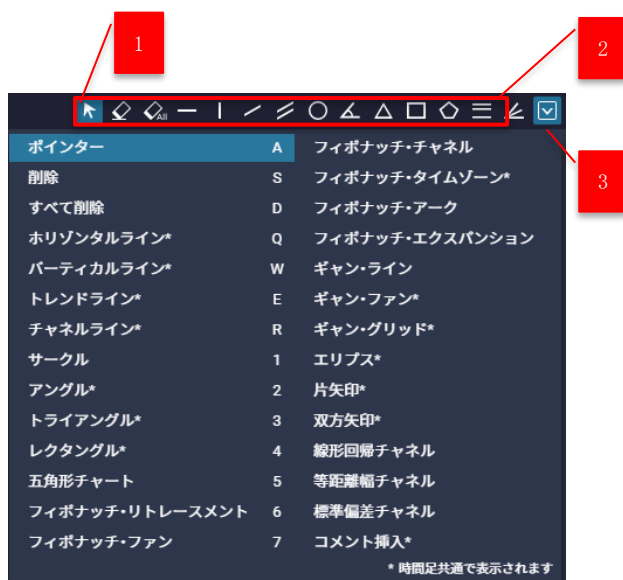 1
2
3
All
ポインター A
削除 S
すべて削除 D
ホリゾンタルライン* Q
バーティカルライン* W
トレンドライン* E
チャネルライン* R
サークル 1
アングル* 2
トライアングル* 3
レクタングル* 4
五角形チャート 5
フィボナッチ・リトレースメント 6
フィボナッチ・ファン 7
フィボナッチ・チャネル
フィボナッチ・タイムゾーン*
フィボナッチ・アーク
フィボナッチ・エクスパンション
ギャン・ライン
ギャン・ファン*
ギャン・グリッド*
エリプス*
片矢印*
双方矢印*
線形回帰チャネル
等距離幅チャネル
標準偏差チャネル
コメント挿入*
* 時間足共通で表示されます